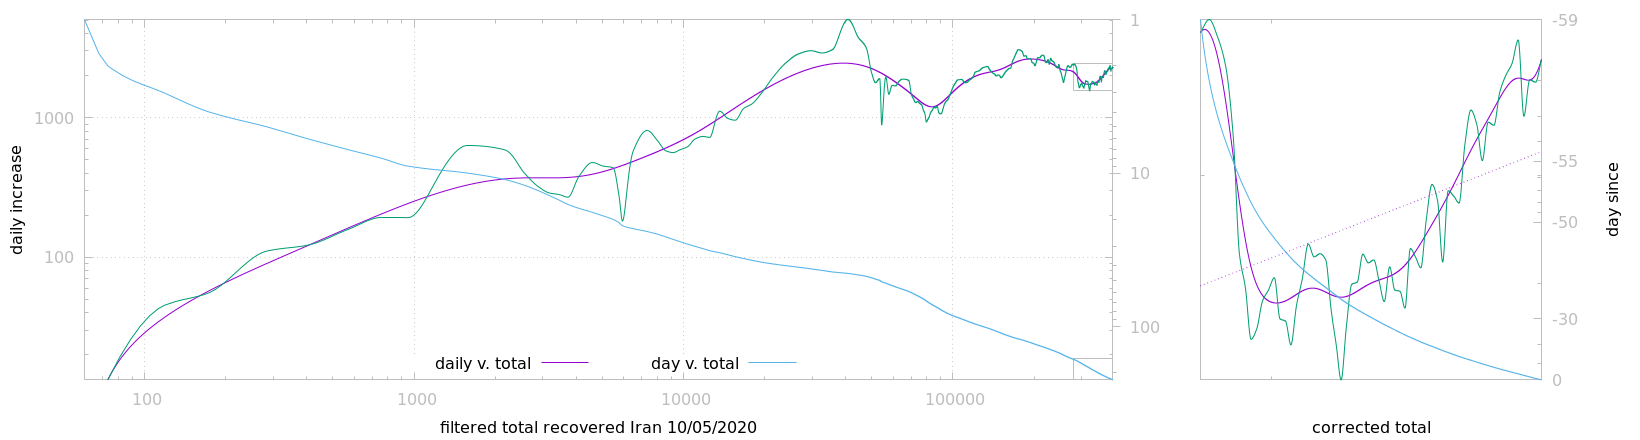 1 -59
1000
10 -55
-50
daily increase
day since
100
-30
100
daily v. total day v. total
0
100 1000 10000 100000
filtered total recovered Iran 10/05/2020 corrected total